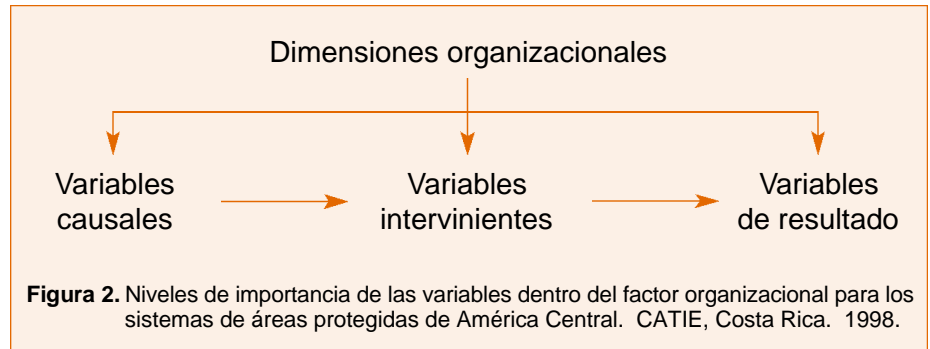 Dimensiones organizacionales
Variables
causales
Variables
intervinientes
Variables
de resultado
Figura 2. Niveles de importancia de las variables dentro del factor organizacional para los
sistemas de áreas protegidas de América Central. CATIE, Costa Rica. 1998.